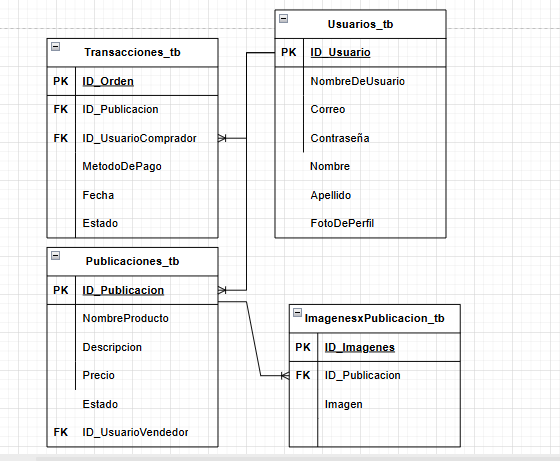 Transacciones_tb
PK ID_Orden
FK ID_Publicacion
FK ID_UsuarioComprador
MetodoDePago
Fecha
Estado
Usuarios_tb
PK ID_Usuario
NombreDeUsuario
Correo
Contraseña
Nombre
Apellido
FotoDePerfil
Publicaciones_tb
PK ID_Publicacion
NombreProducto
Descripcion
Precio
Estado
FK ID_UsuarioVendedor
ImagenesxPublicacion_tb
PK ID_Imagenes
FK ID_Publicacion
Imagen